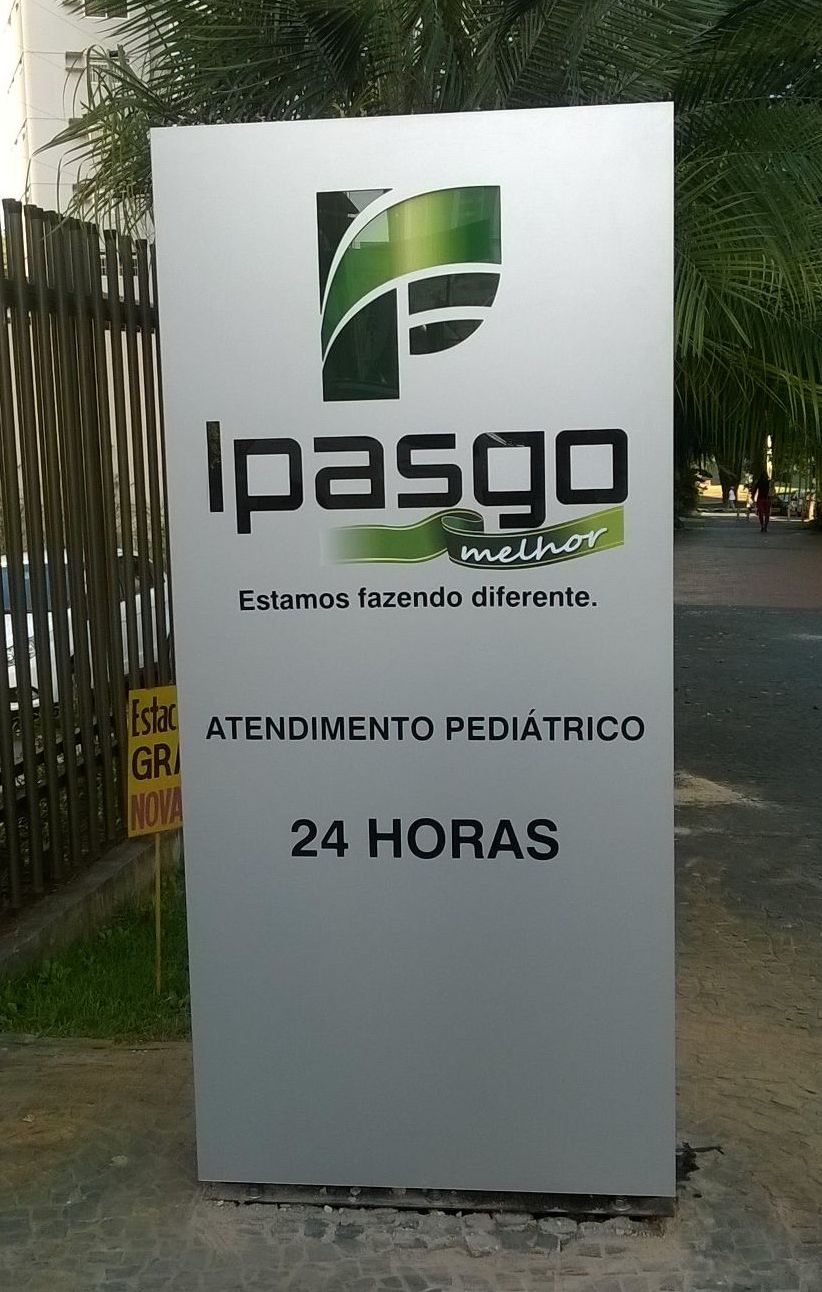 Ipasgo
melhor
Estamos fazendo diferente.
ATENDIMENTO PEDIÁTRICO
24 HORAS